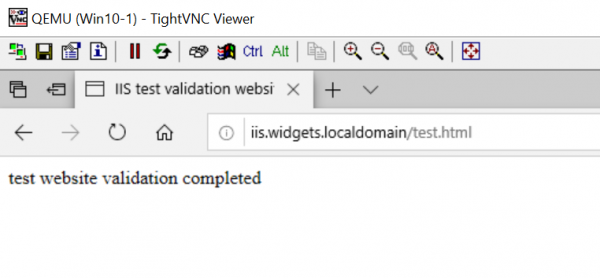 QEMU (Win10-1) - TightVNC Viewer
Ctrl Alt
IIS test validation websi
iis.widgets.localdomain/test.html
test website validation completed